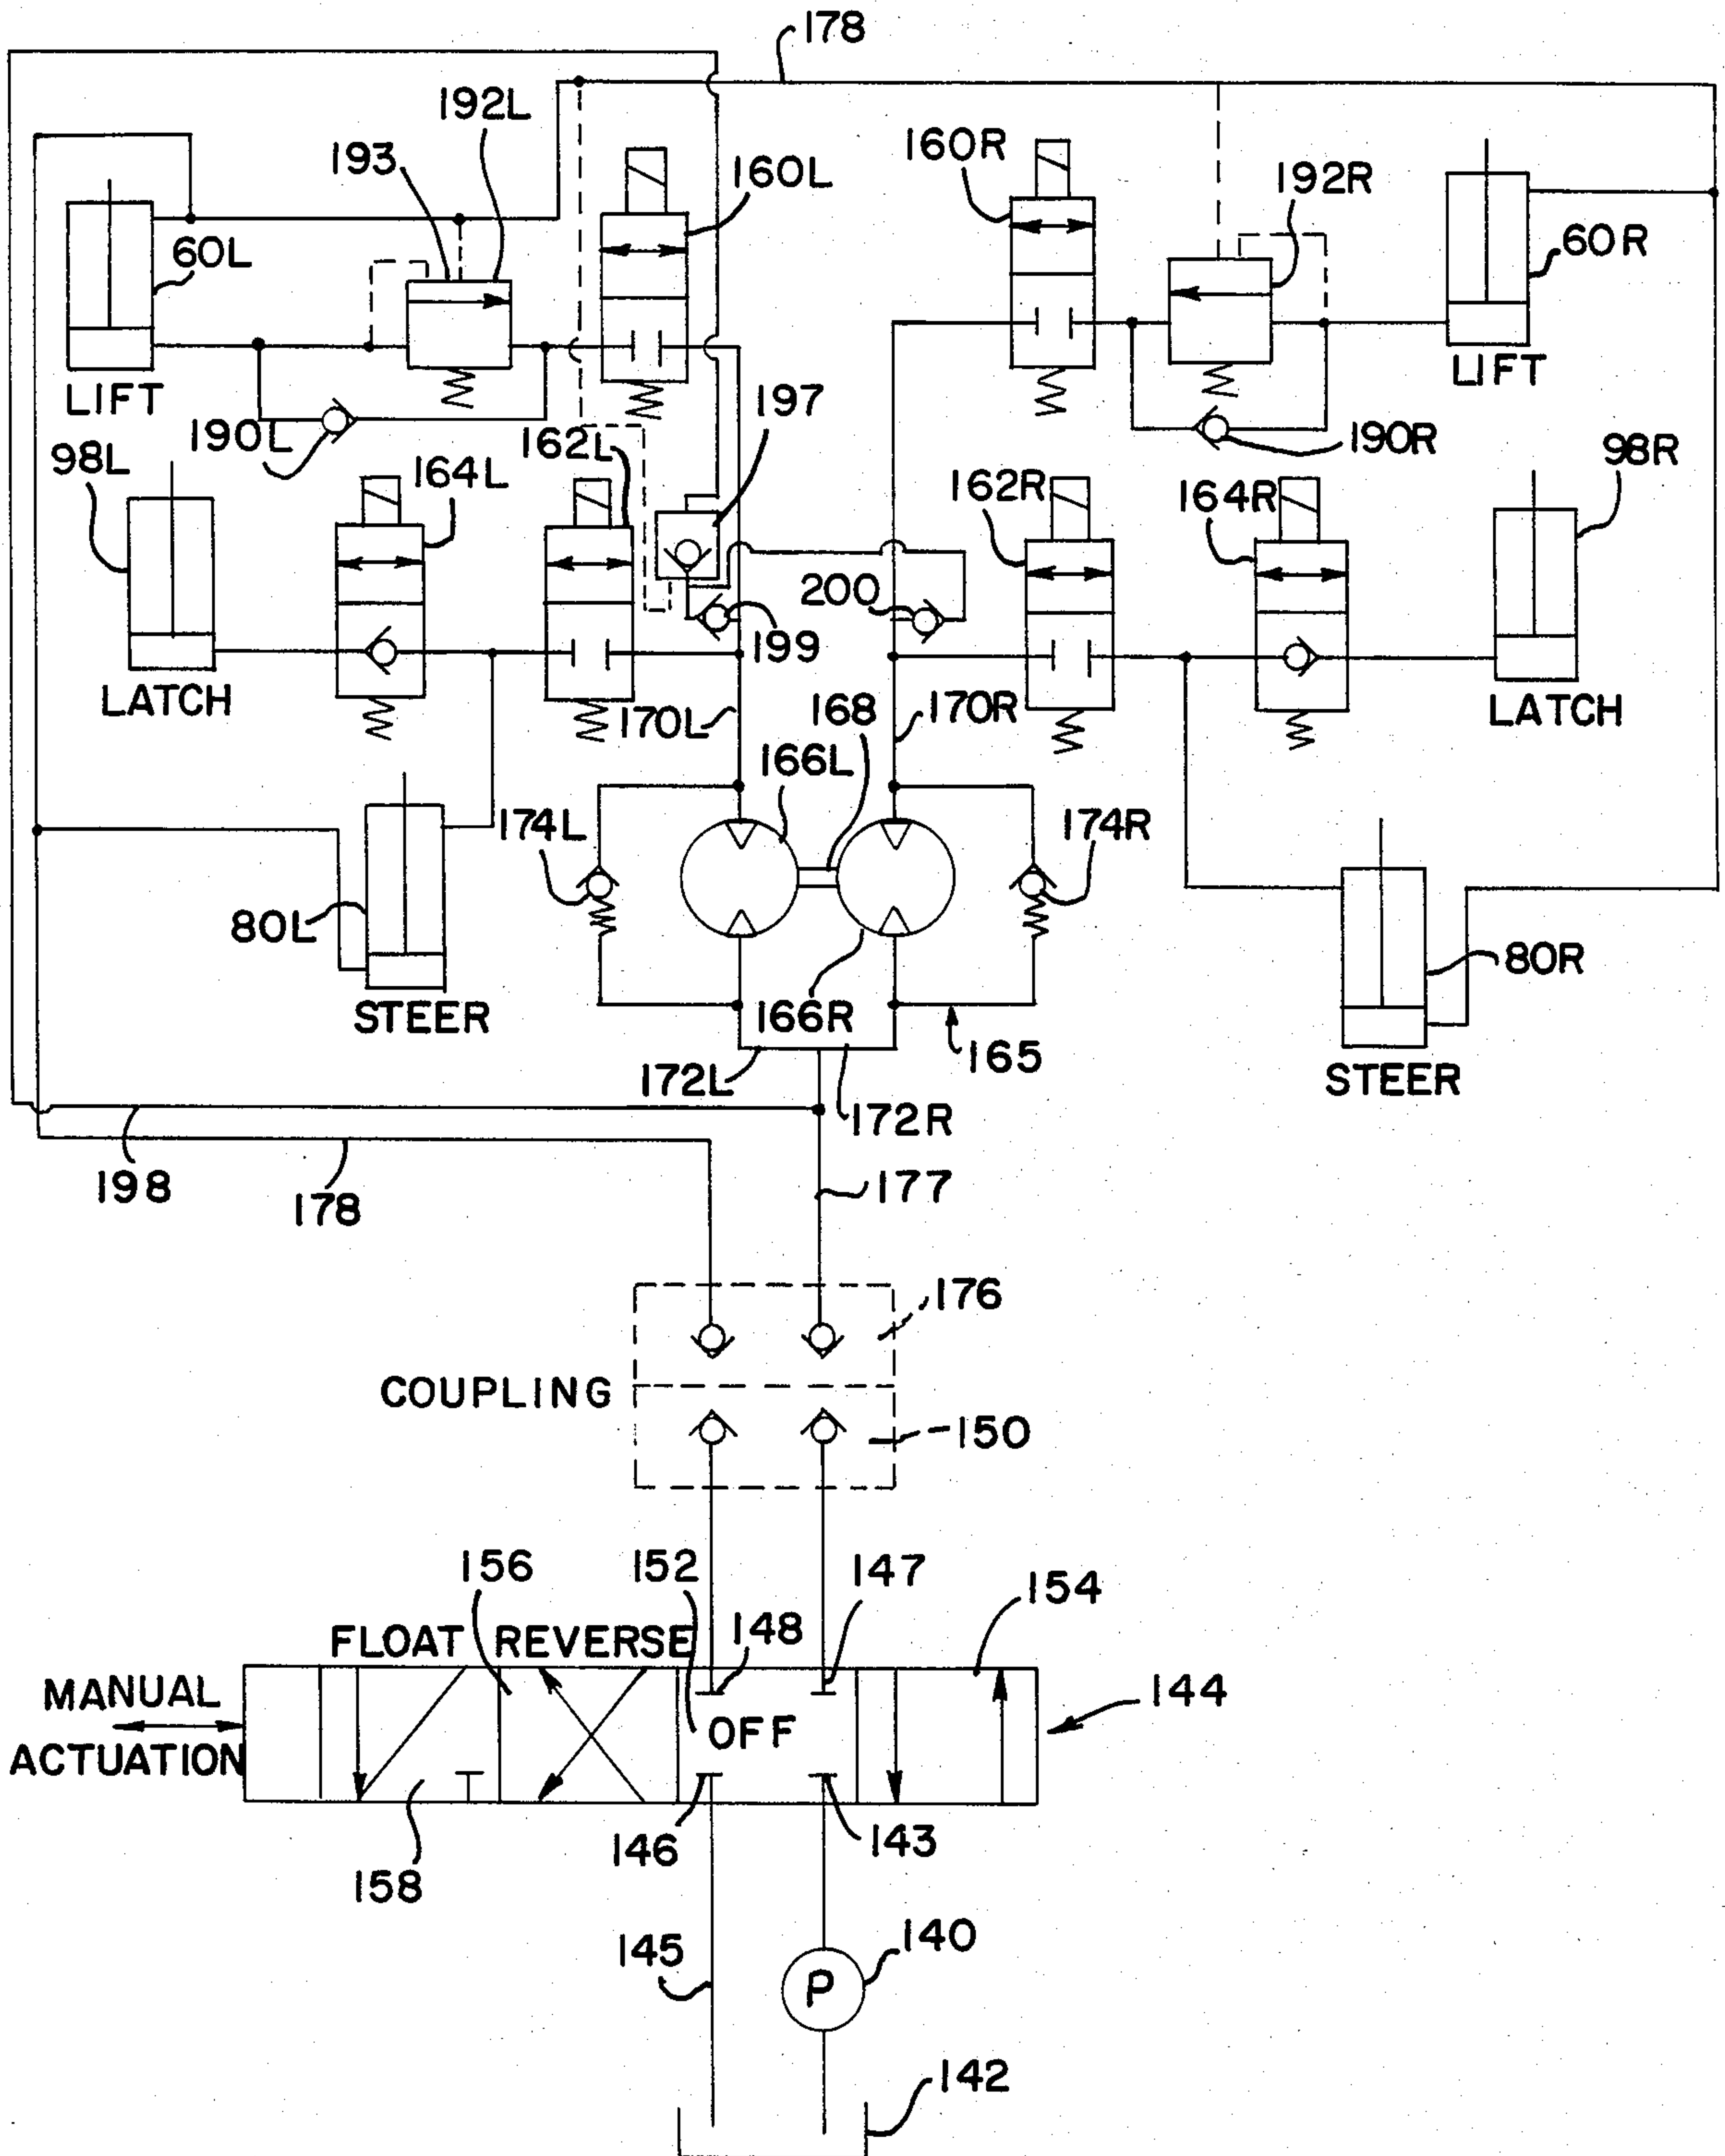 178
192L
193
160L
160R
192R
60L
60R
LIFT
LIFT
190L
197
190R
98L
164L
162L
162R
164R
98R
200
199
LATCH
170L
168
170R
LATCH
166L
174L
174R
80L
80R
STEER
166R
165
172L
172R
STEER
198
178
177
176
COUPLING
150
156
152
147
154
FLOAT REVERSE
148
MANUAL
144
OFF
ACTUATION
146
143
158
145
140
P
142